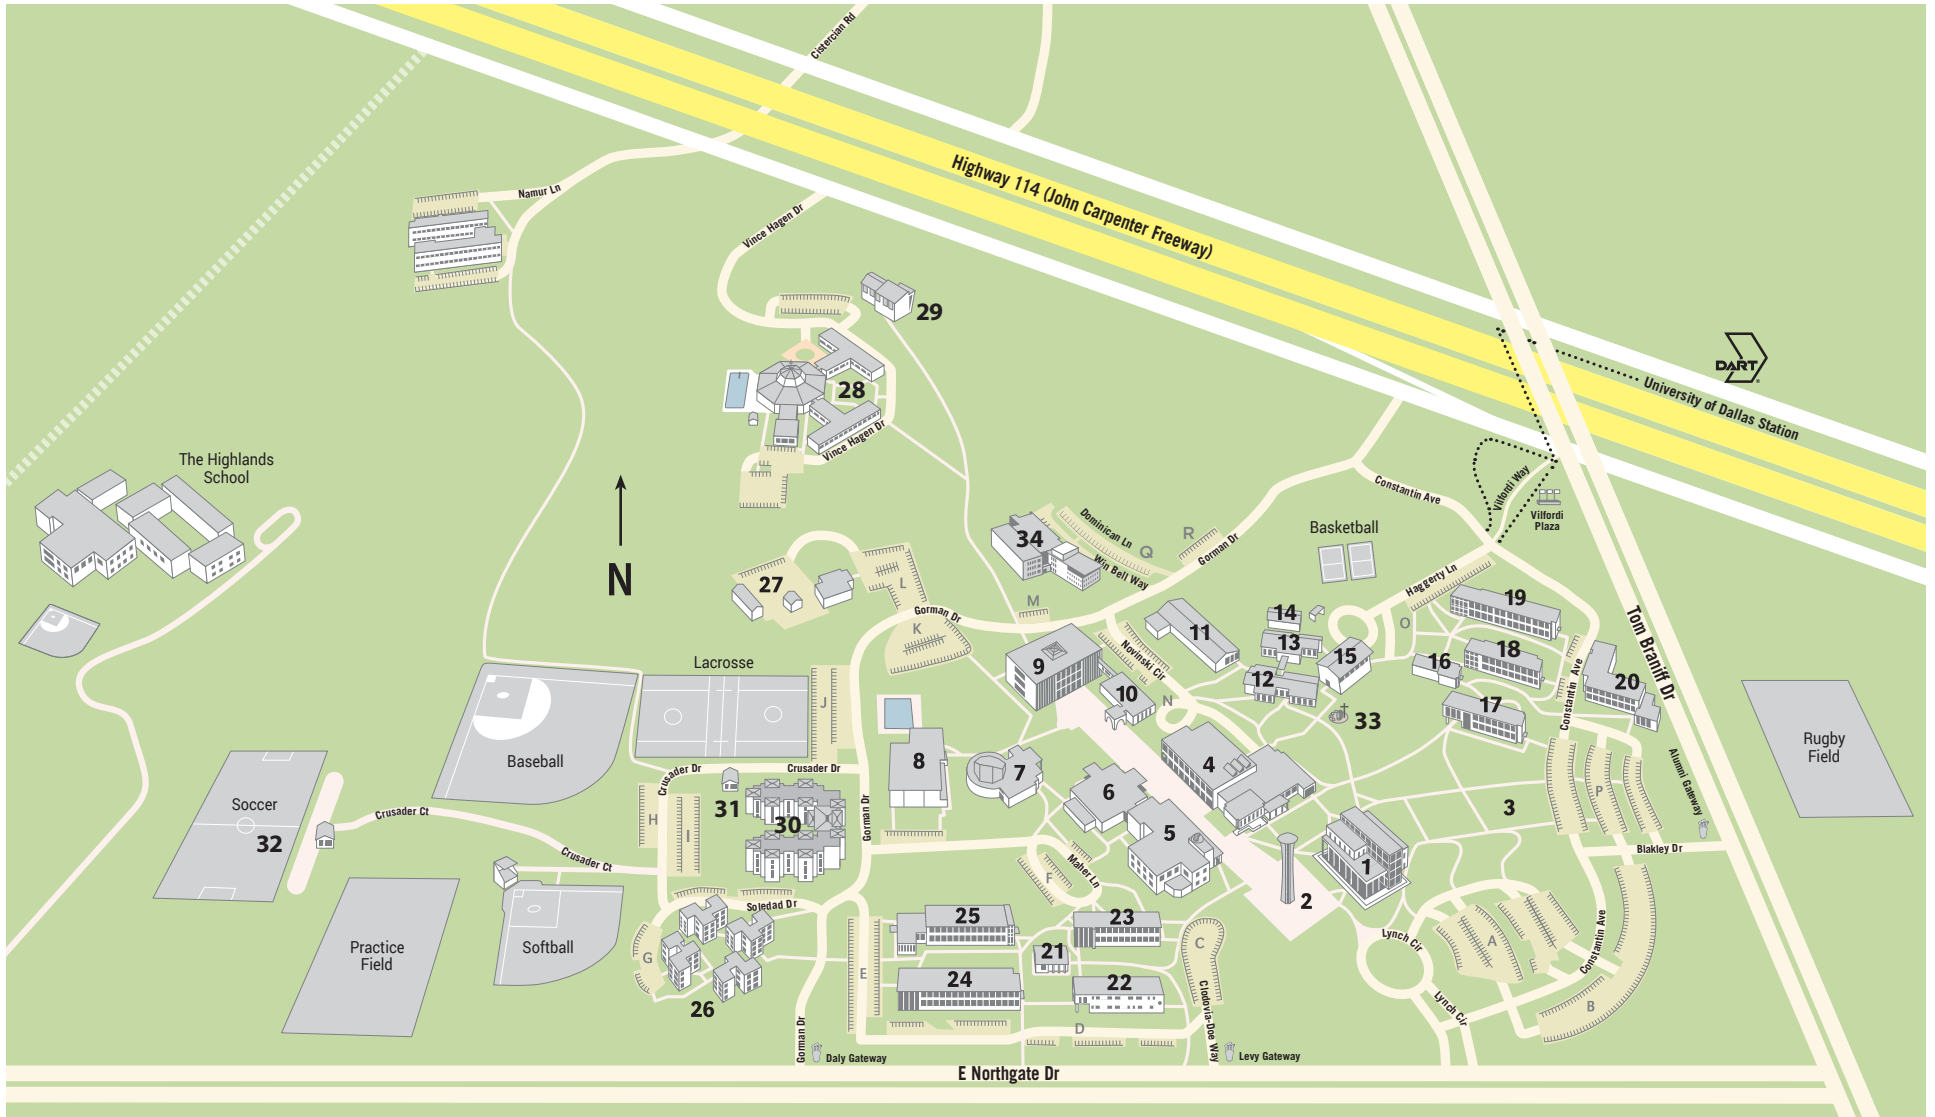 Cistercian Rd
Highway 114 (John Carpenter Freeway)
Namur Ln
Vince Hagen Dr
29
28
Vince Hagen Dr
DART
University of Dallas Station
The Highlands
School
N
Constantin Ave
Vilfordi Way
Vilfordi
Plaza
Basketball
34
Dominican Ln
Q
R
Win Bell Way
Gorman Dr
Haggerty Ln
27
L
M
K
Gorman Dr
14
13
11
12
15
O
19
18
16
17
20
Tom Braniff Dr
Constantin Ave
Novinski Cir
9
10
N
33
Lacrosse
J
Baseball
Crusader Dr
Crusader Dr
Gorman Dr
8
7
6
5
4
3
P
Alumni Gateway
Rugby
Field
Soccer
32
Crusader Ct
Crusader Ct
H
I
31
30
F
Maher Ln
1
2
Blakley Dr
Soledad Dr
G
26
Practice
Field
Softball
25
23
21
24
22
E
C
D
Clodovia-Doe Way
Lynch Cir
Lynch Cir
A
B
Constantin Ave
Gorman Dr
Daly Gateway
Levy Gateway
E Northgate Dr